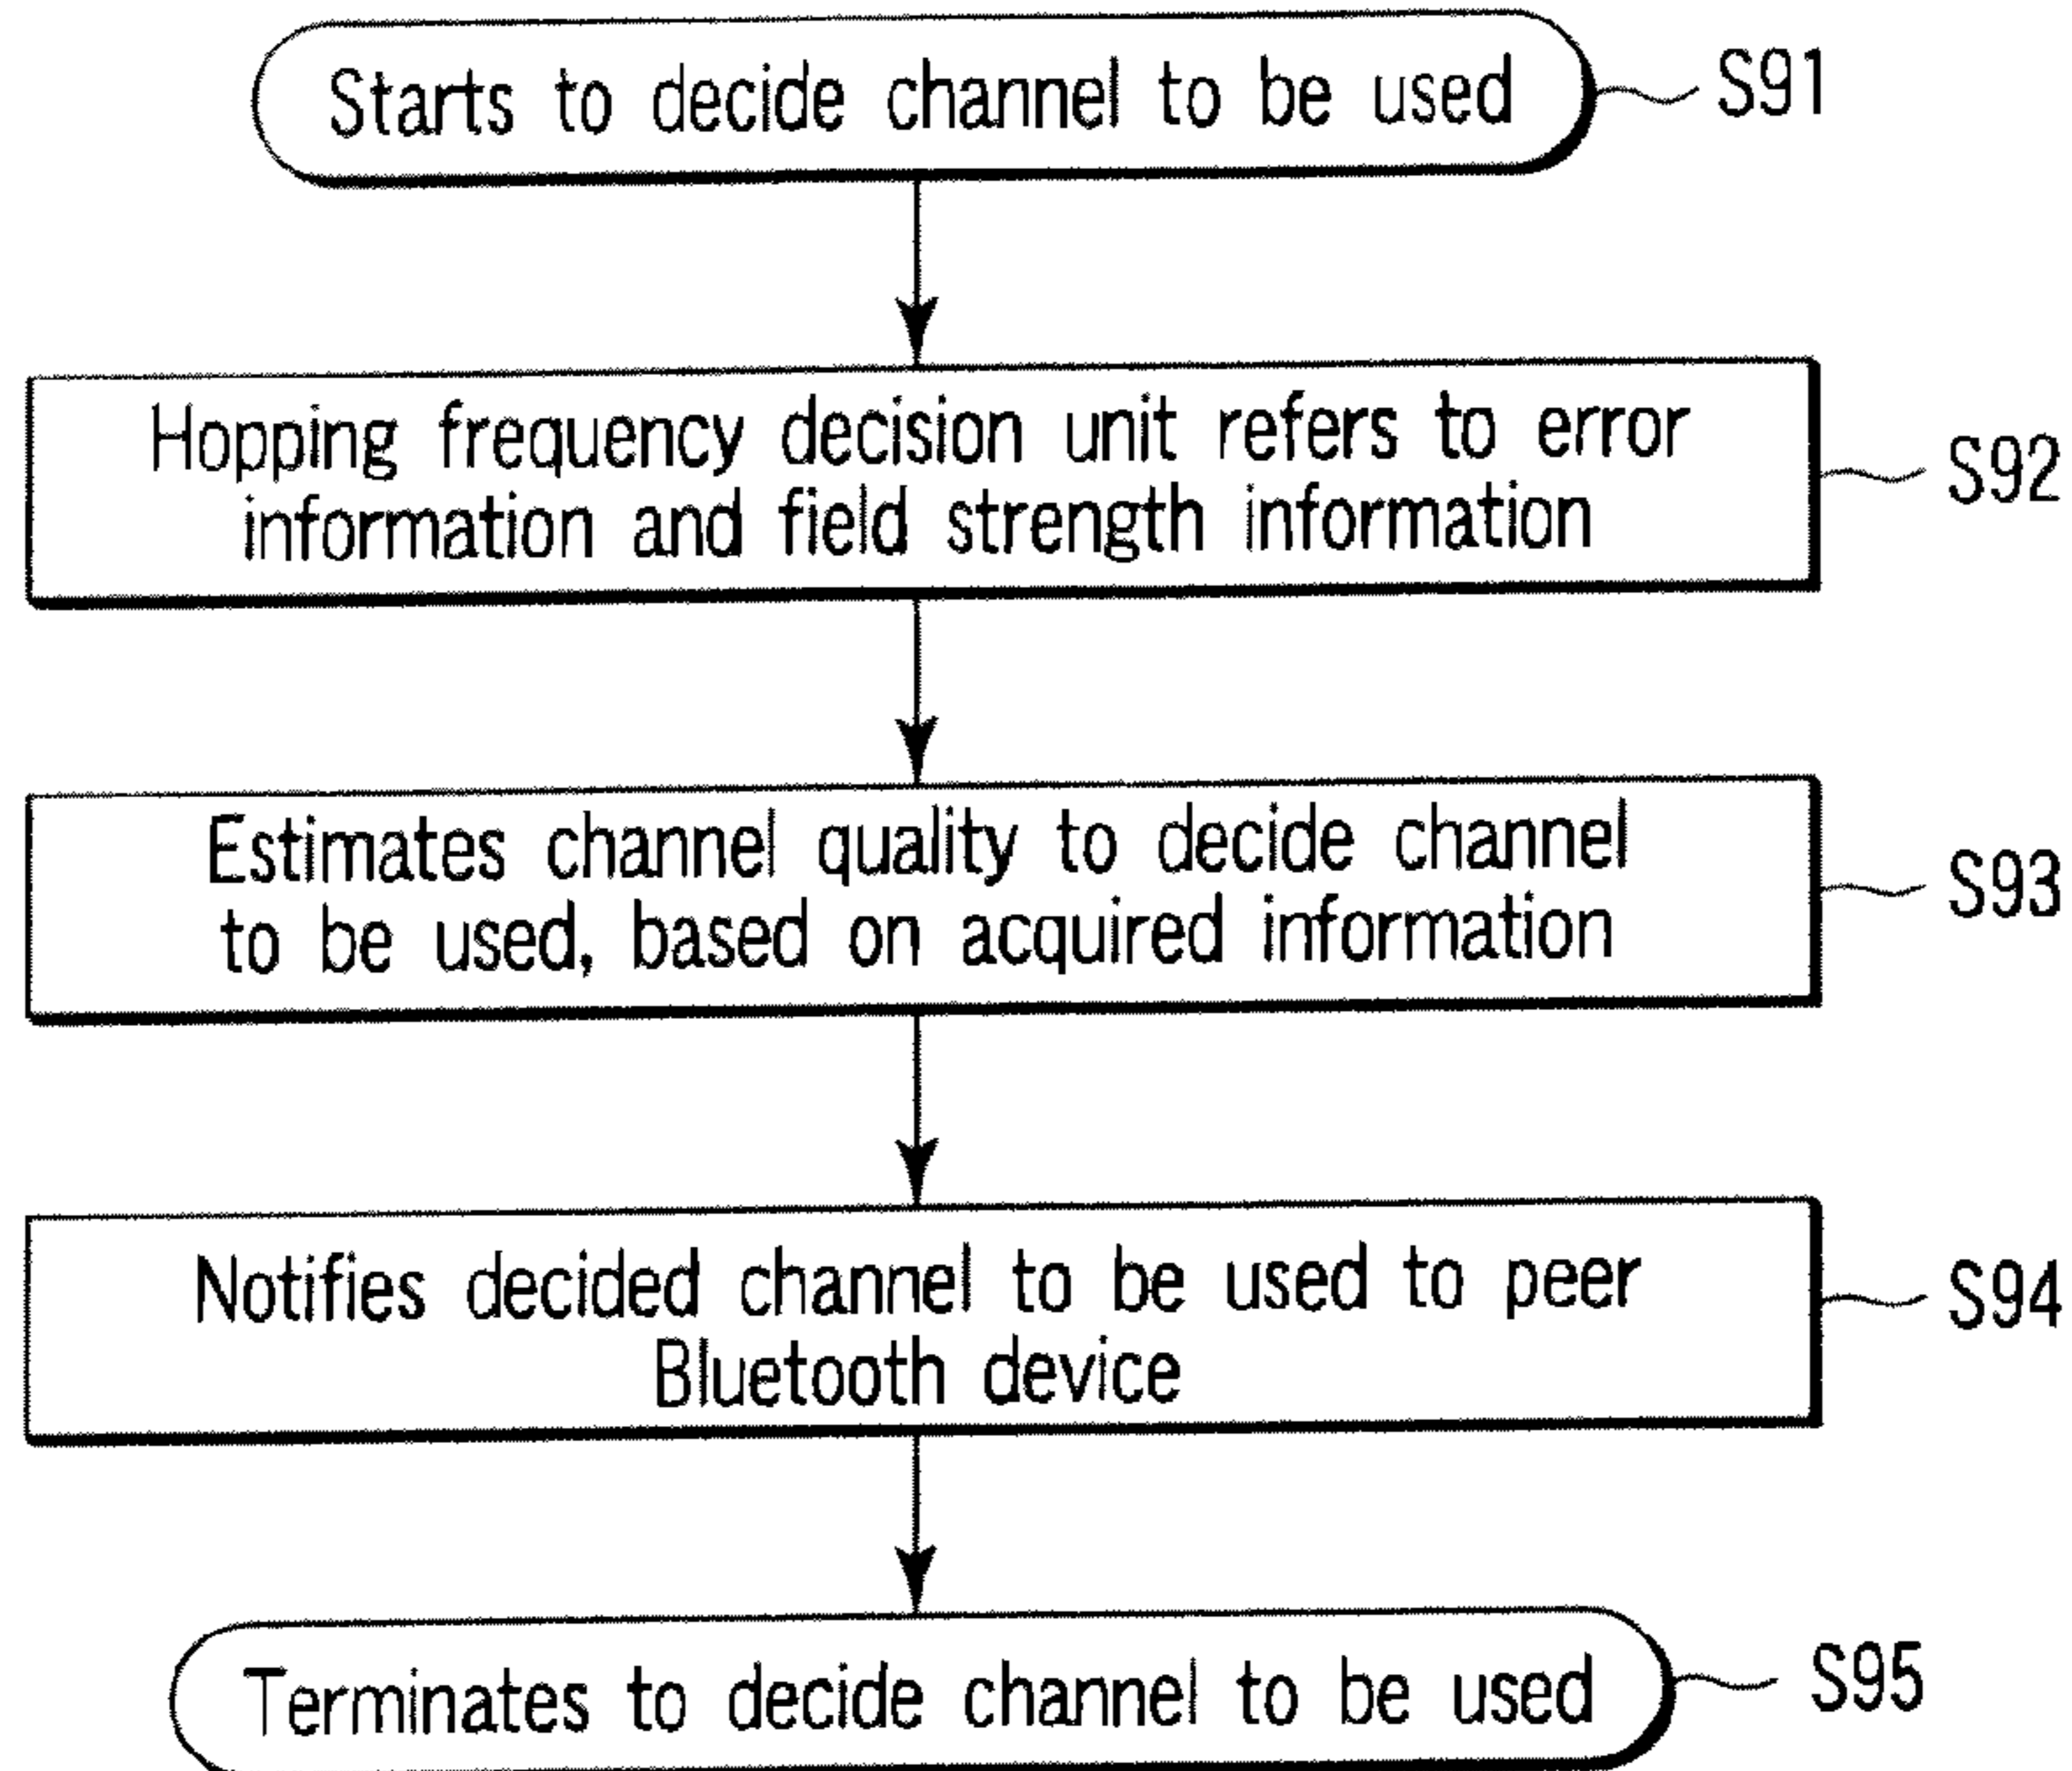 Starts to decide channel to be used
S91
Hopping frequency decision unit refers to error
information and field strength information
S92
Estimates channel quality to decide channel
to be used, based on acquired information
S93
Notifies decided channel to be used to peer
Bluetooth device
S94
Terminates to decide channel to be used
S95